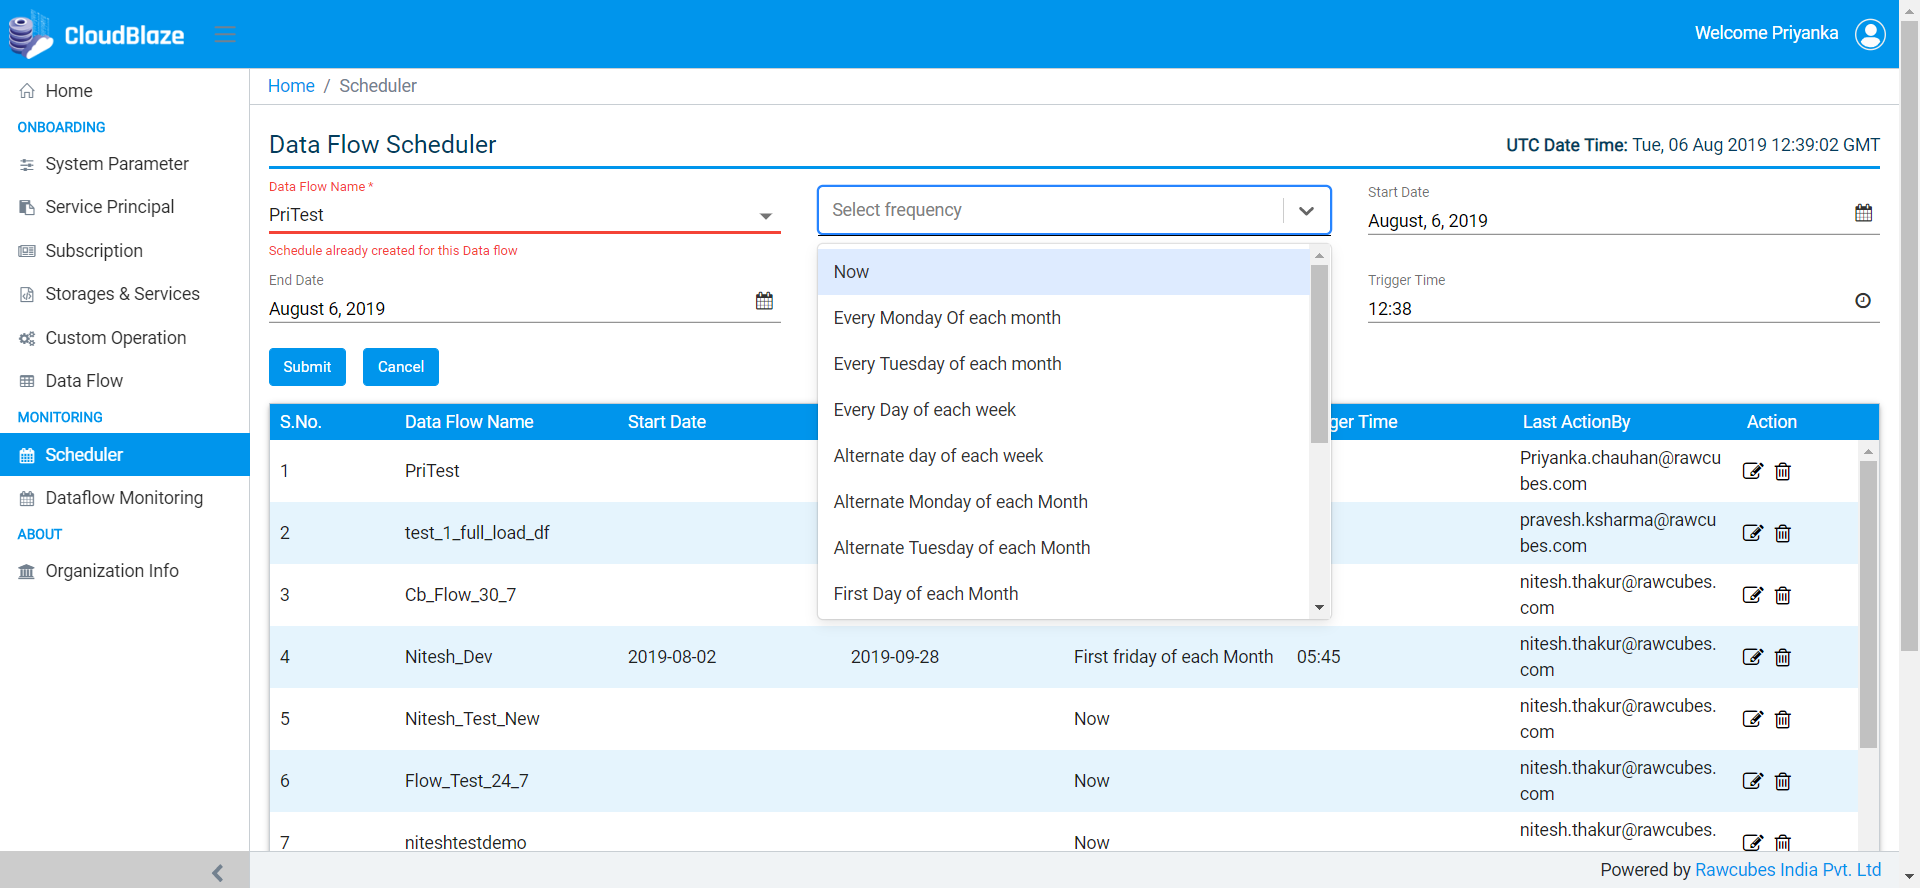 CloudBlaze
Welcome Priyanka
Home
ONBOARDING
System Parameter
Service Principal
Subscription
Storages & Services
Custom Operation
Data Flow
MONITORING
Scheduler
Dataflow Monitoring
ABOUT
Organization Info
Home / Scheduler
Data Flow Scheduler
UTC Date Time: Tue, 06 Aug 2019 12:39:02 GMT
Data Flow Name *
PriTest
Schedule already created for this Data flow
Select frequency
Start Date
August, 6, 2019
End Date
August 6, 2019
Trigger Time
12:38
Submit Cancel
Now
Every Monday Of each month
Every Tuesday of each month
Every Day of each week
Alternate day of each week
Alternate Monday of each Month
Alternate Tuesday of each Month
First Day of each Month
S.No. Data Flow Name Start Date ger Time Last ActionBy Action
1 PriTest Priyanka.chauhan@rawcu
bes.com
2 test_1_full_load_df pravesh.ksharma@rawcu
bes.com
3 Cb_Flow_30_7 nitesh.thakur@rawcubes.
com
4 Nitesh_Dev 2019-08-02 2019-09-28 First friday of each Month 05:45 nitesh.thakur@rawcubes.
com
5 Nitesh_Test_New Now nitesh.thakur@rawcubes.
com
6 Flow_Test_24_7 Now nitesh.thakur@rawcubes.
com
7 niteshtestdemo Now nitesh.thakur@rawcubes.
Powered by Rawcubes India Pvt. Ltd